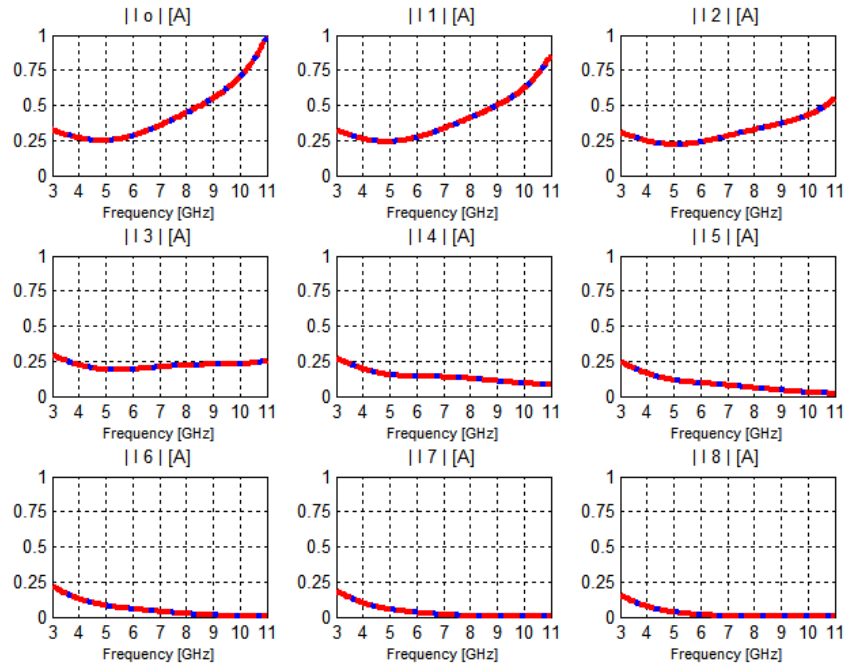 | I o | [A]
| I 1 | [A]
| I 2 | [A]
1
0.75
0.5
0.25
0
3 4 5 6 7 8 9 10 11
Frequency [GHz]
1
0.75
0.5
0.25
0
3 4 5 6 7 8 9 10 11
Frequency [GHz]
1
0.75
0.5
0.25
0
3 4 5 6 7 8 9 10 11
Frequency [GHz]
| I 3 | [A]
| I 4 | [A]
| I 5 | [A]
1
0.75
0.5
0.25
0
3 4 5 6 7 8 9 10 11
Frequency [GHz]
1
0.75
0.5
0.25
0
3 4 5 6 7 8 9 10 11
Frequency [GHz]
1
0.75
0.5
0.25
0
3 4 5 6 7 8 9 10 11
Frequency [GHz]
| I 6 | [A]
| I 7 | [A]
| I 8 | [A]
1
0.75
0.5
0.25
0
3 4 5 6 7 8 9 10 11
Frequency [GHz]
1
0.75
0.5
0.25
0
3 4 5 6 7 8 9 10 11
Frequency [GHz]
1
0.75
0.5
0.25
0
3 4 5 6 7 8 9 10 11
Frequency [GHz]